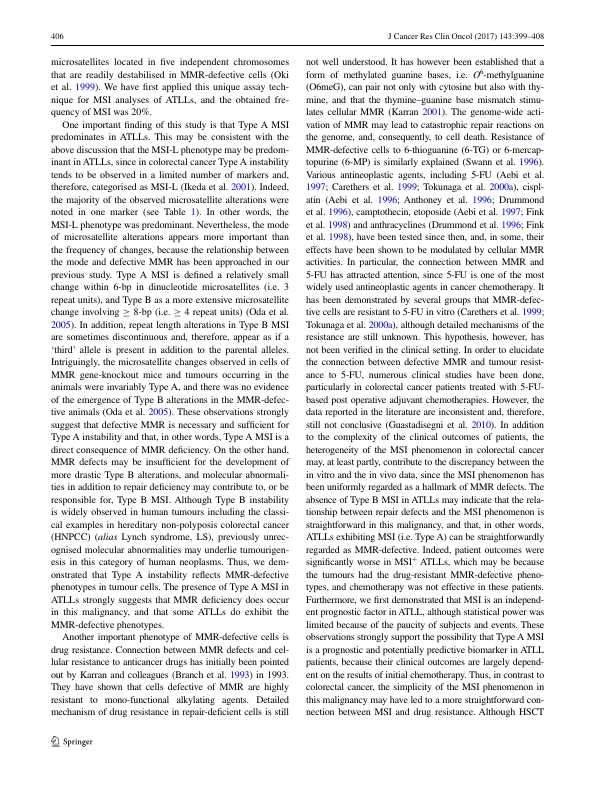 406
J Cancer Res Clin Oncol (2017) 143:399–408
microsatellites located in five independent chromosomes
that are readily destabilised in MMR-defective cells (Oki
et al. 1999). We have first applied this unique assay tech-
nique for MSI analyses of ATLLs, and the obtained fre-
quency of MSI was 20%.
One important finding of this study is that Type A MSI
predominates in ATLLs. This may be consistent with the
above discussion that the MSI-L phenotype may be predom-
inant in ATLLs, since in colorectal cancer Type A instability
tends to be observed in a limited number of markers and,
therefore, categorised as MSI-L (Ikeda et al. 2001). Indeed,
the majority of the observed microsatellite alterations were
noted in one marker (see Table 1). In other words, the
MSI-L phenotype was predominant. Nevertheless, the mode
of microsatellite alterations appears more important than
the frequency of changes, because the relationship between
the mode and defective MMR has been approached in our
previous study. Type A MSI is defined a relatively small
change within 6-bp in dinucleotide microsatellites (i.e. 3
repeat units), and Type B as a more extensive microsatellite
change involving ≥ 8-bp (i.e. ≥ 4 repeat units) (Oda et al.
2005). In addition, repeat length alterations in Type B MSI
are sometimes discontinuous and, therefore, appear as if a
‘third’ allele is present in addition to the parental alleles.
Intriguingly, the microsatellite changes observed in cells of
MMR gene-knockout mice and tumours occurring in the
animals were invariably Type A, and there was no evidence
of the emergence of Type B alterations in the MMR-defec-
tive animals (Oda et al. 2005). These observations strongly
suggest that defective MMR is necessary and sufficient for
Type A instability and that, in other words, Type A MSI is a
direct consequence of MMR deficiency. On the other hand,
MMR defects may be insufficient for the development of
more drastic Type B alterations, and molecular abnormali-
ties in addition to repair deficiency may contribute to, or be
responsible for, Type B MSI. Although Type B instability
is widely observed in human tumours including the classi-
cal examples in hereditary non-polyposis colorectal cancer
(HNPCC) (alias Lynch syndrome, LS), previously unrec-
ognised molecular abnormalities may underlie tumourigen-
esis in this category of human neoplasms. Thus, we dem-
onstrated that Type A instability reflects MMR-defective
phenotypes in tumour cells. The presence of Type A MSI in
ATLLs strongly suggests that MMR deficiency does occur
in this malignancy, and that some ATLLs do exhibit the
MMR-defective phenotypes.
Another important phenotype of MMR-defective cells is
drug resistance. Connection between MMR defects and cel-
lular resistance to anticancer drugs has initially been pointed
out by Karran and colleagues (Branch et al. 1993) in 1993.
They have shown that cells defective of MMR are highly
resistant to mono-functional alkylating agents. Detailed
mechanism of drug resistance in repair-deficient cells is still
not well understood. It has however been established that a
form of methylated guanine bases, i.e. O⁶-methylguanine
(O6meG), can pair not only with cytosine but also with thy-
mine, and that the thymine–guanine base mismatch stimu-
lates cellular MMR (Karran 2001). The genome-wide acti-
vation of MMR may lead to catastrophic repair reactions on
the genome, and, consequently, to cell death. Resistance of
MMR-defective cells to 6-thioguanine (6-TG) or 6-mercap-
topurine (6-MP) is similarly explained (Swann et al. 1996).
Various antineoplastic agents, including 5-FU (Aebi et al.
1997; Carethers et al. 1999; Tokunaga et al. 2000a), cispl-
atin (Aebi et al. 1996; Anthoney et al. 1996; Drummond
et al. 1996), camptothecin, etoposide (Aebi et al. 1997; Fink
et al. 1998) and anthracyclines (Drummond et al. 1996; Fink
et al. 1998), have been tested since then, and, in some, their
effects have been shown to be modulated by cellular MMR
activities. In particular, the connection between MMR and
5-FU has attracted attention, since 5-FU is one of the most
widely used antineoplastic agents in cancer chemotherapy. It
has been demonstrated by several groups that MMR-defec-
tive cells are resistant to 5-FU in vitro (Carethers et al. 1999;
Tokunaga et al. 2000a), although detailed mechanisms of the
resistance are still unknown. This hypothesis, however, has
not been verified in the clinical setting. In order to elucidate
the connection between defective MMR and tumour resist-
ance to 5-FU, numerous clinical studies have been done,
particularly in colorectal cancer patients treated with 5-FU-
based post operative adjuvant chemotherapies. However, the
data reported in the literature are inconsistent and, therefore,
still not conclusive (Guastadisegni et al. 2010). In addition
to the complexity of the clinical outcomes of patients, the
heterogeneity of the MSI phenomenon in colorectal cancer
may, at least partly, contribute to the discrepancy between the
in vitro and the in vivo data, since the MSI phenomenon has
been uniformly regarded as a hallmark of MMR defects. The
absence of Type B MSI in ATLLs may indicate that the rela-
tionship between repair defects and the MSI phenomenon is
straightforward in this malignancy, and that, in other words,
ATLLs exhibiting MSI (i.e. Type A) can be straightforwardly
regarded as MMR-defective. Indeed, patient outcomes were
significantly worse in MSI⁺ ATLLs, which may be because
the tumours had the drug-resistant MMR-defective pheno-
types, and chemotherapy was not effective in these patients.
Furthermore, we first demonstrated that MSI is an independ-
ent prognostic factor in ATLL, although statistical power was
limited because of the paucity of subjects and events. These
observations strongly support the possibility that Type A MSI
is a prognostic and potentially predictive biomarker in ATLL
patients, because their clinical outcomes are largely depend-
ent on the results of initial chemotherapy. Thus, in contrast to
colorectal cancer, the simplicity of the MSI phenomenon in
this malignancy may have led to a more straightforward con-
nection between MSI and drug resistance. Although HSCT
Springer